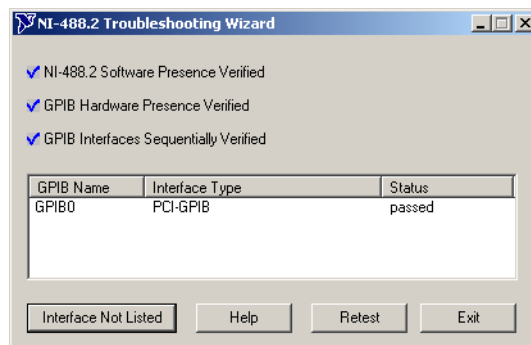 NI-488.2 Troubleshooting Wizard
NI-488.2 Software Presence Verified
GPIB Hardware Presence Verified
GPIB Interfaces Sequentially Verified
GPIB Name Interface Type Status
GPIB0 PCI-GPIB passed
Interface Not Listed Help Retest Exit